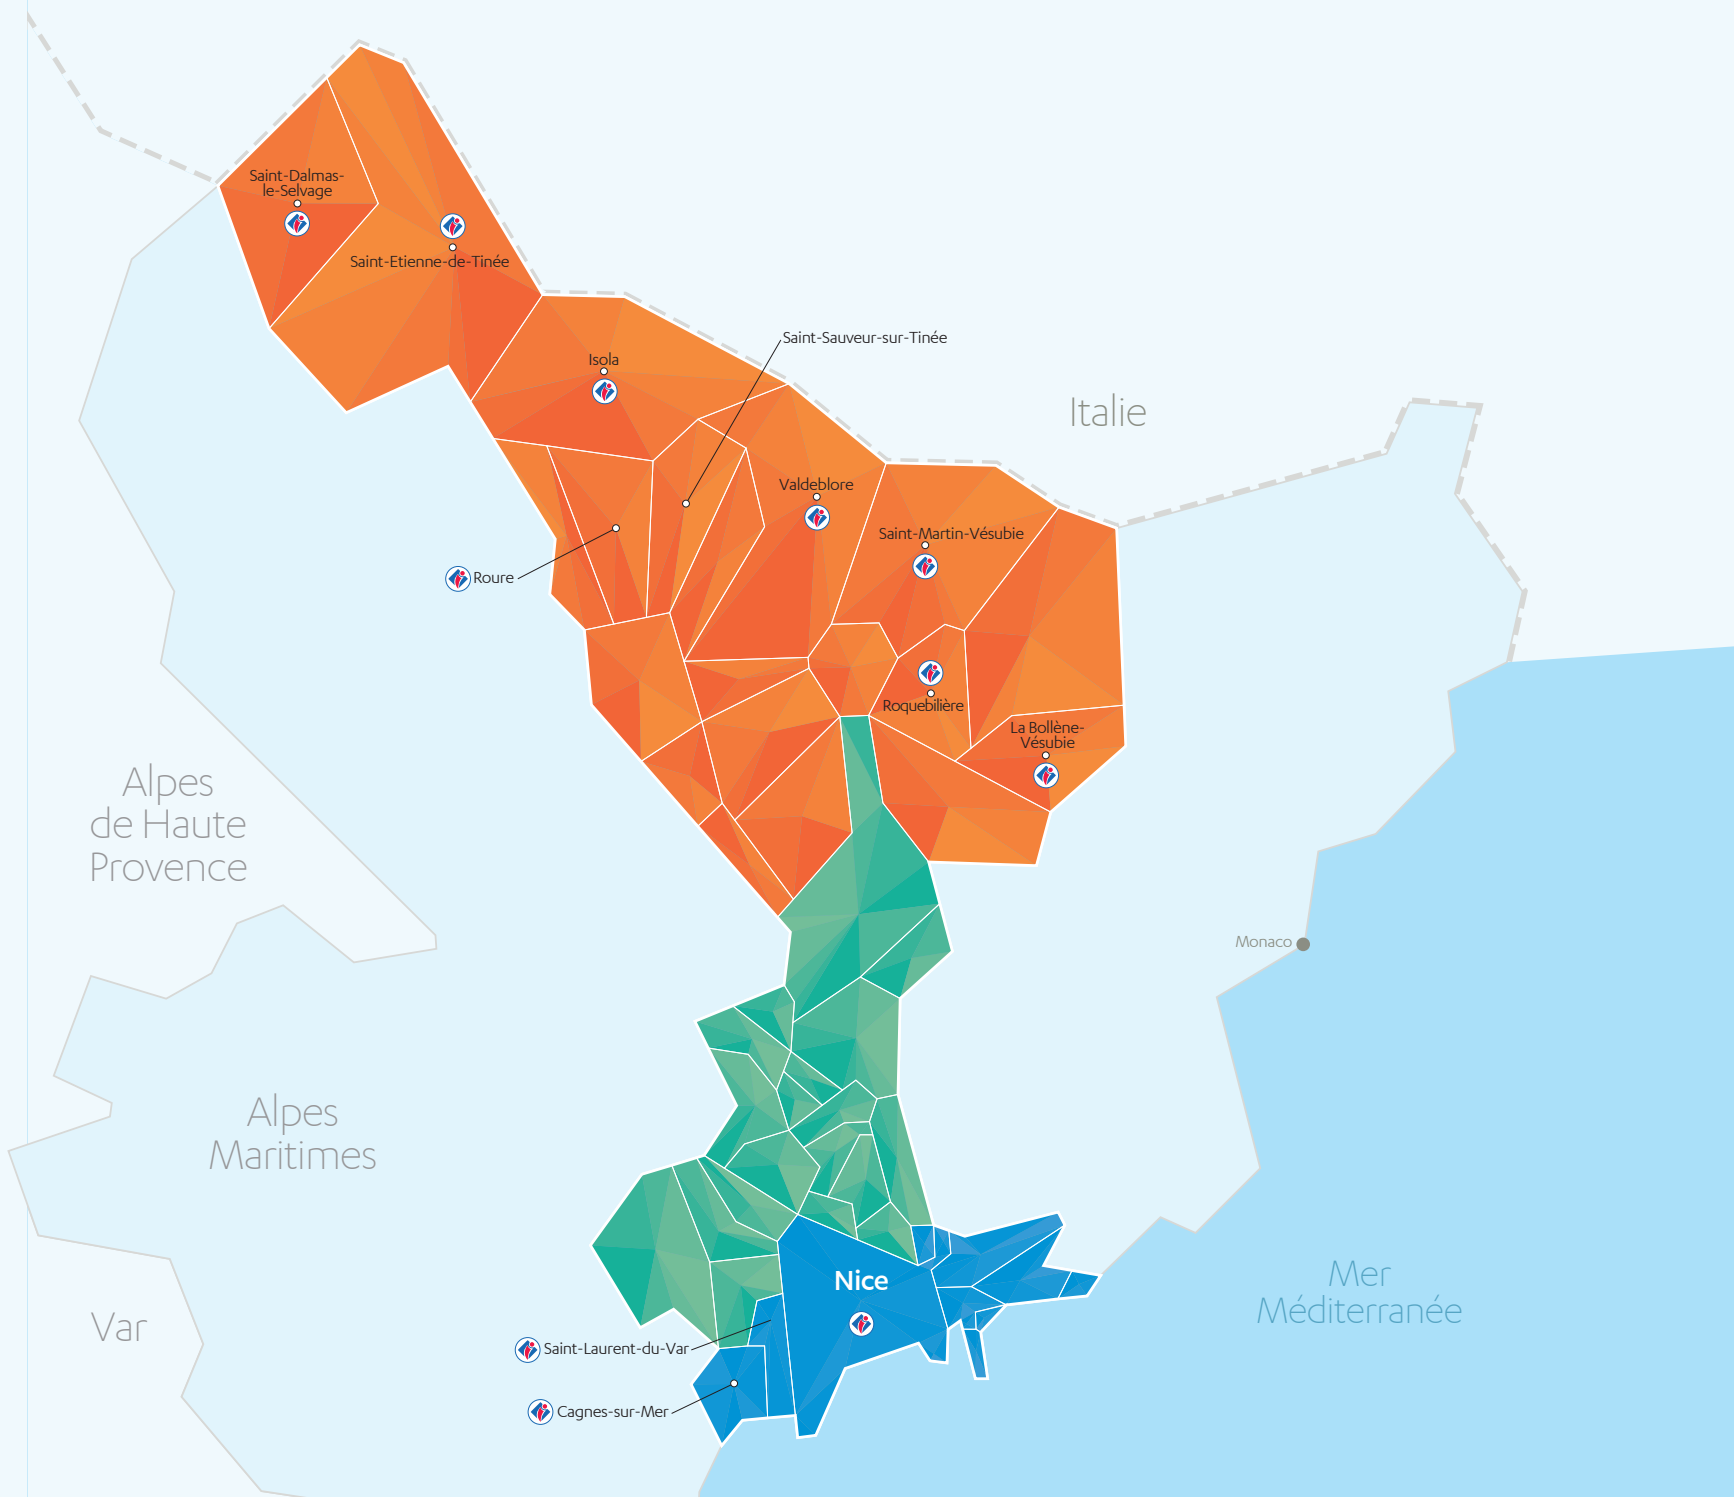 Saint-Dalmas-
le-Selvage
Saint-Etienne-de-Tinée
Saint-Sauveur-sur-Tinée
Isola
Italie
Valdeblore
Saint-Martin-Vésubie
Roure
Roquebilière
La Bollène-
Vésubie
Alpes
de Haute
Provence
Monaco
Alpes
Maritimes
Nice
Mer
Méditerranée
Var
Saint-Laurent-du-Var
Cagnes-sur-Mer